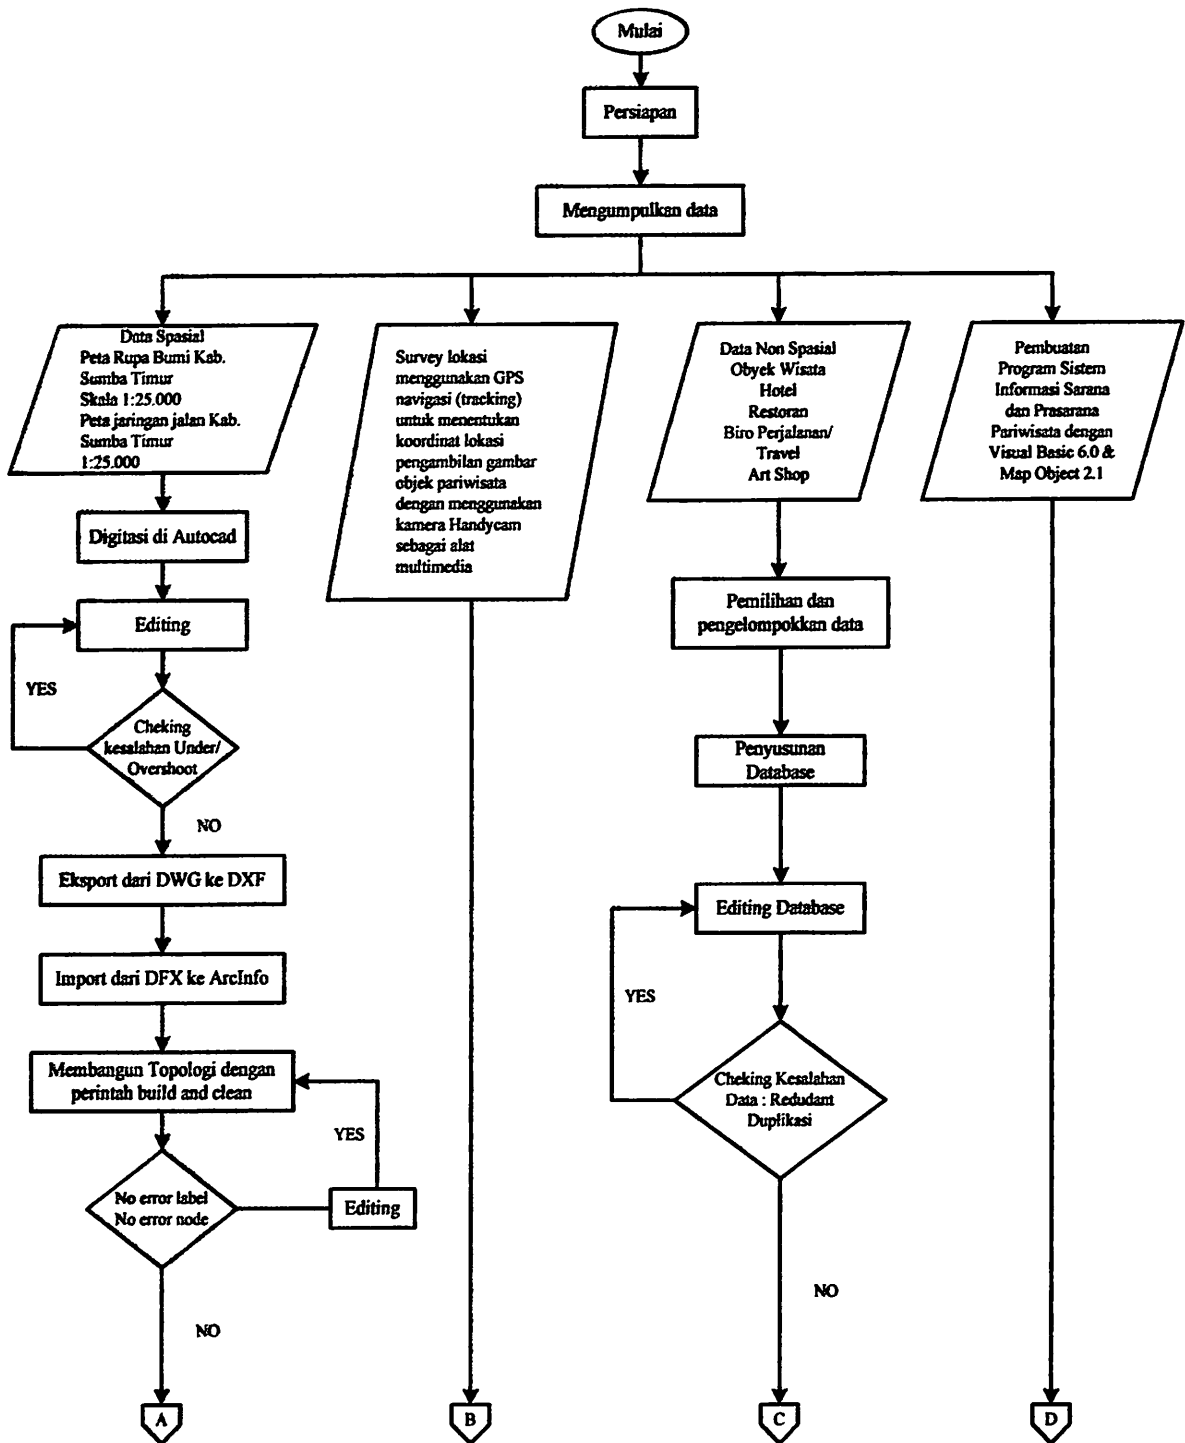 Mulai
Persiapan
Mengumpulkan data
Data Spasial
Peta Rupa Bumi Kab.
Sumba Timur
Skala 1:25.000
Peta jaringan jalan Kab.
Sumba Timur
1:25.000
Digitasi di Autocad
Editing
YES
Cheking
kesalahan Under/
Overshoot
NO
Eksport dari DWG ke DXF
Import dari DFX ke ArcInfo
Membangun Topologi dengan
perintah build and clean
YES
No error label
No error node
Editing
NO
A
Survey lokasi
menggunakan GPS
navigasi (tracking)
untuk menentukan
koordinat lokasi
pengambilan gambar
objek pariwisata
dengan menggunakan
kamera Handycam
sebagai alat
multimedia
B
Data Non Spasial
Obyek Wisata
Hotel
Restoran
Biro Perjalanan/
Travel
Art Shop
Pemilihan dan
pengelompokkan data
Penyusunan
Database
Editing Database
YES
Cheking Kesalahan
Data : Redudant
Duplikasi
NO
C
Pembuatan
Program Sistem
Informasi Sarana
dan Prasarana
Pariwisata dengan
Visual Basic 6.0 &
Map Object 2.1
D